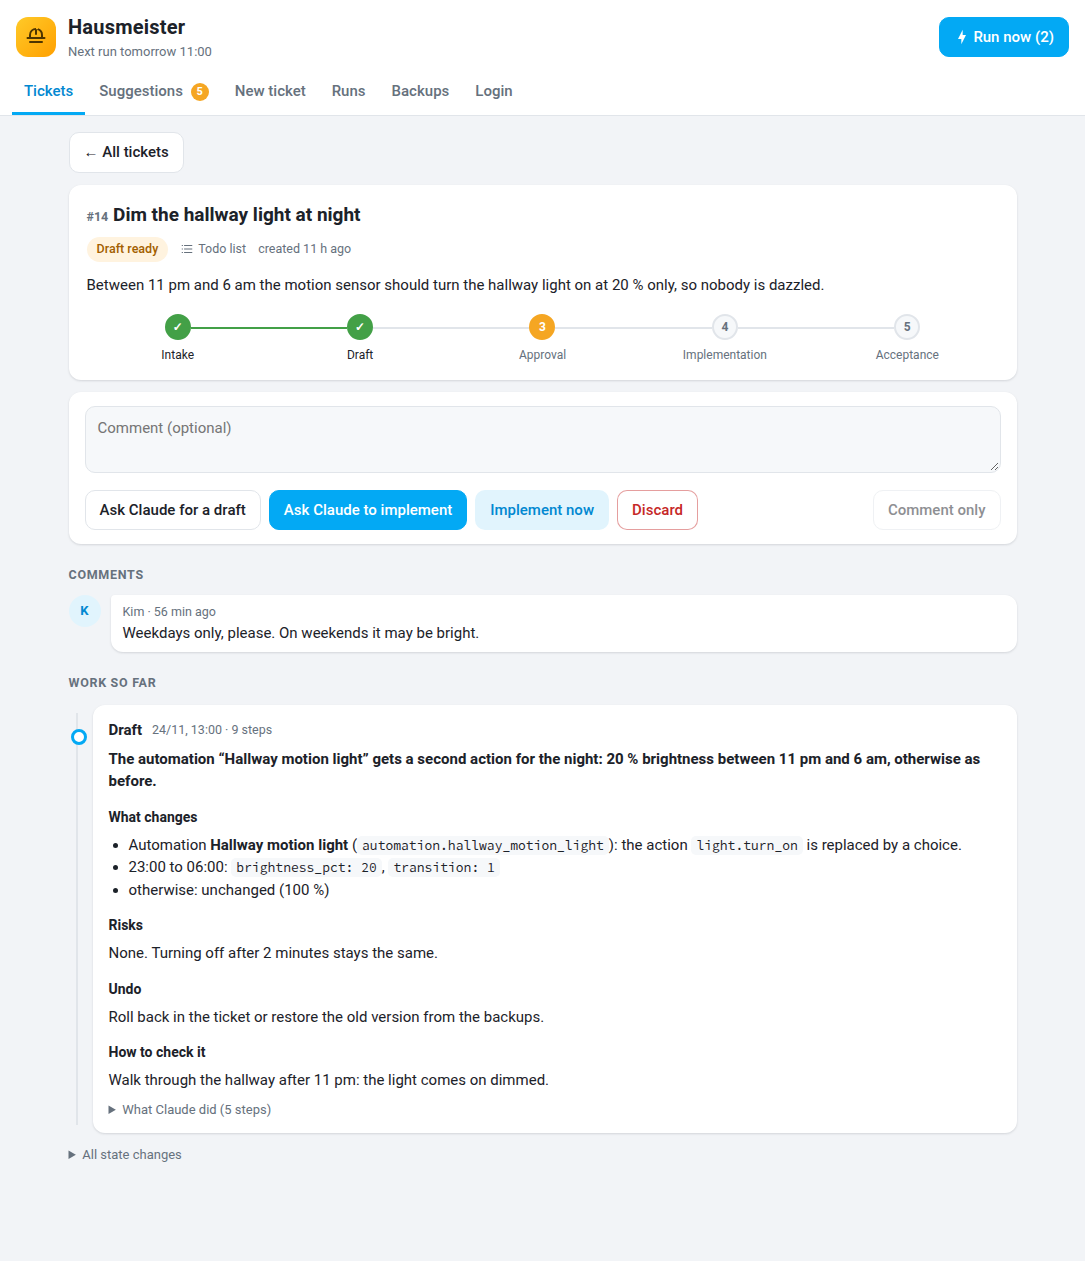 Hausmeister
Next run tomorrow 11:00
Run now (2)
Tickets
Suggestions 5
New ticket
Runs
Backups
Login
← All tickets
#14 Dim the hallway light at night
Draft ready
Todo list
created 11 h ago
Between 11 pm and 6 am the motion sensor should turn the hallway light on at 20 % only, so nobody is dazzled.
✓ ✓ 3 4 5
Intake Draft Approval Implementation Acceptance
Comment (optional)
Ask Claude for a draft
Ask Claude to implement
Implement now
Discard
Comment only
COMMENTS
K
Kim · 56 min ago
Weekdays only, please. On weekends it may be bright.
WORK SO FAR
Draft 24/11, 13:00 · 9 steps
The automation “Hallway motion light” gets a second action for the night: 20 % brightness between 11 pm and 6 am, otherwise as
before.
What changes
• Automation Hallway motion light ( automation.hallway_motion_light ): the action light.turn_on is replaced by a choice.
• 23:00 to 06:00: brightness_pct: 20 , transition: 1
• otherwise: unchanged (100 %)
Risks
None. Turning off after 2 minutes stays the same.
Undo
Roll back in the ticket or restore the old version from the backups.
How to check it
Walk through the hallway after 11 pm: the light comes on dimmed.
▶ What Claude did (5 steps)
▶ All state changes